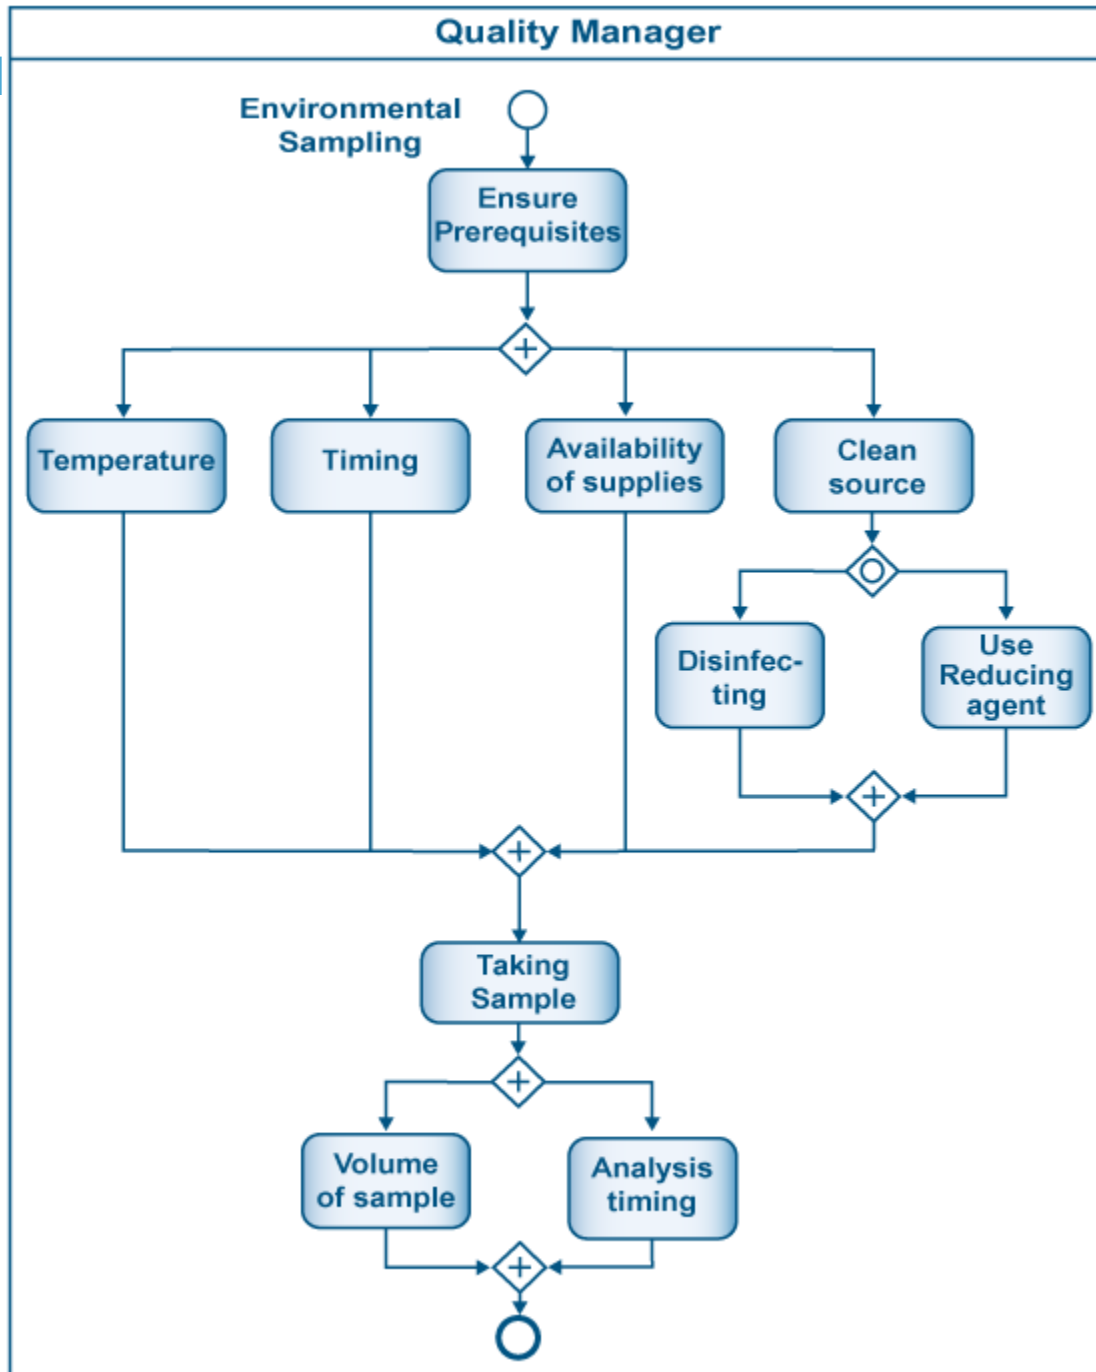 Quality Manager
Environmental
Sampling
Ensure
Prerequisites
Temperature
Timing
Availability
of supplies
Clean
source
Disinfec-
ting
Use
Reducing
agent
Taking
Sample
Volume
of sample
Analysis
timing